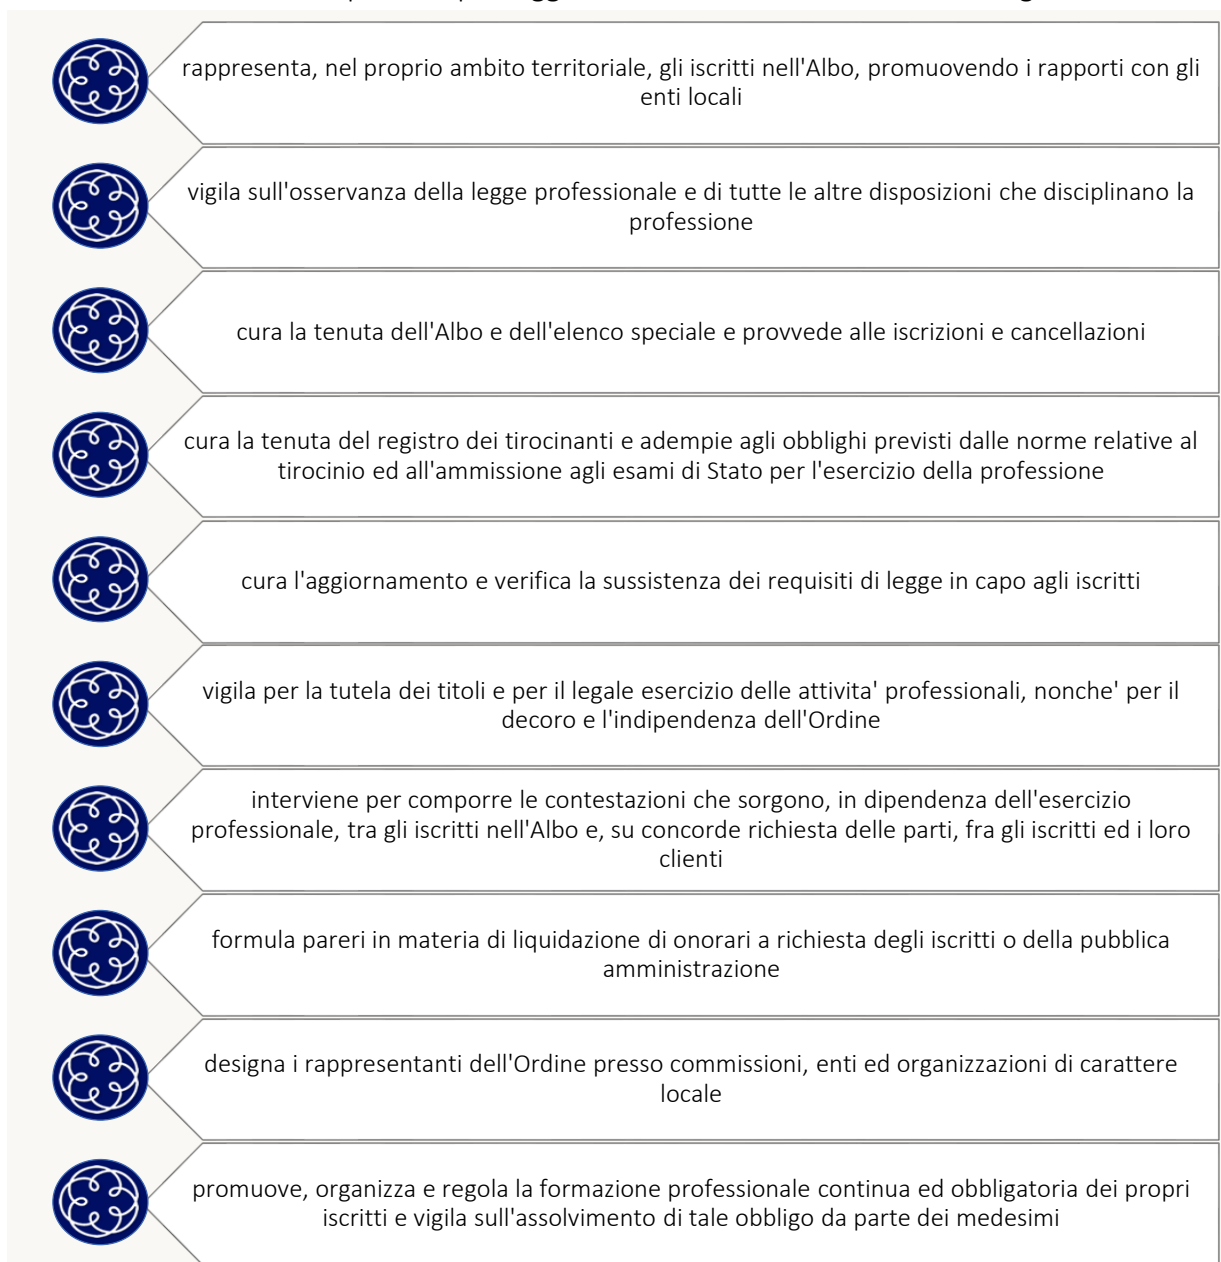 rappresenta, nel proprio ambito territoriale, gli iscritti nell'Albo, promuovendo i rapporti con gli
enti locali
vigila sull'osservanza della legge professionale e di tutte le altre disposizioni che disciplinano la
professione
cura la tenuta dell'Albo e dell'elenco speciale e provvede alle iscrizioni e cancellazioni
cura la tenuta del registro dei tirocinanti e adempie agli obblighi previsti dalle norme relative al
tirocinio ed all'ammissione agli esami di Stato per l'esercizio della professione
cura l'aggiornamento e verifica la sussistenza dei requisiti di legge in capo agli iscritti
vigila per la tutela dei titoli e per il legale esercizio delle attivita' professionali, nonche' per il
decoro e l'indipendenza dell'Ordine
interviene per comporre le contestazioni che sorgono, in dipendenza dell'esercizio
professionale, tra gli iscritti nell'Albo e, su concorde richiesta delle parti, fra gli iscritti ed i loro
clienti
formula pareri in materia di liquidazione di onorari a richiesta degli iscritti o della pubblica
amministrazione
designa i rappresentanti dell'Ordine presso commissioni, enti ed organizzazioni di carattere
locale
promuove, organizza e regola la formazione professionale continua ed obbligatoria dei propri
iscritti e vigila sull'assolvimento di tale obbligo da parte dei medesimi